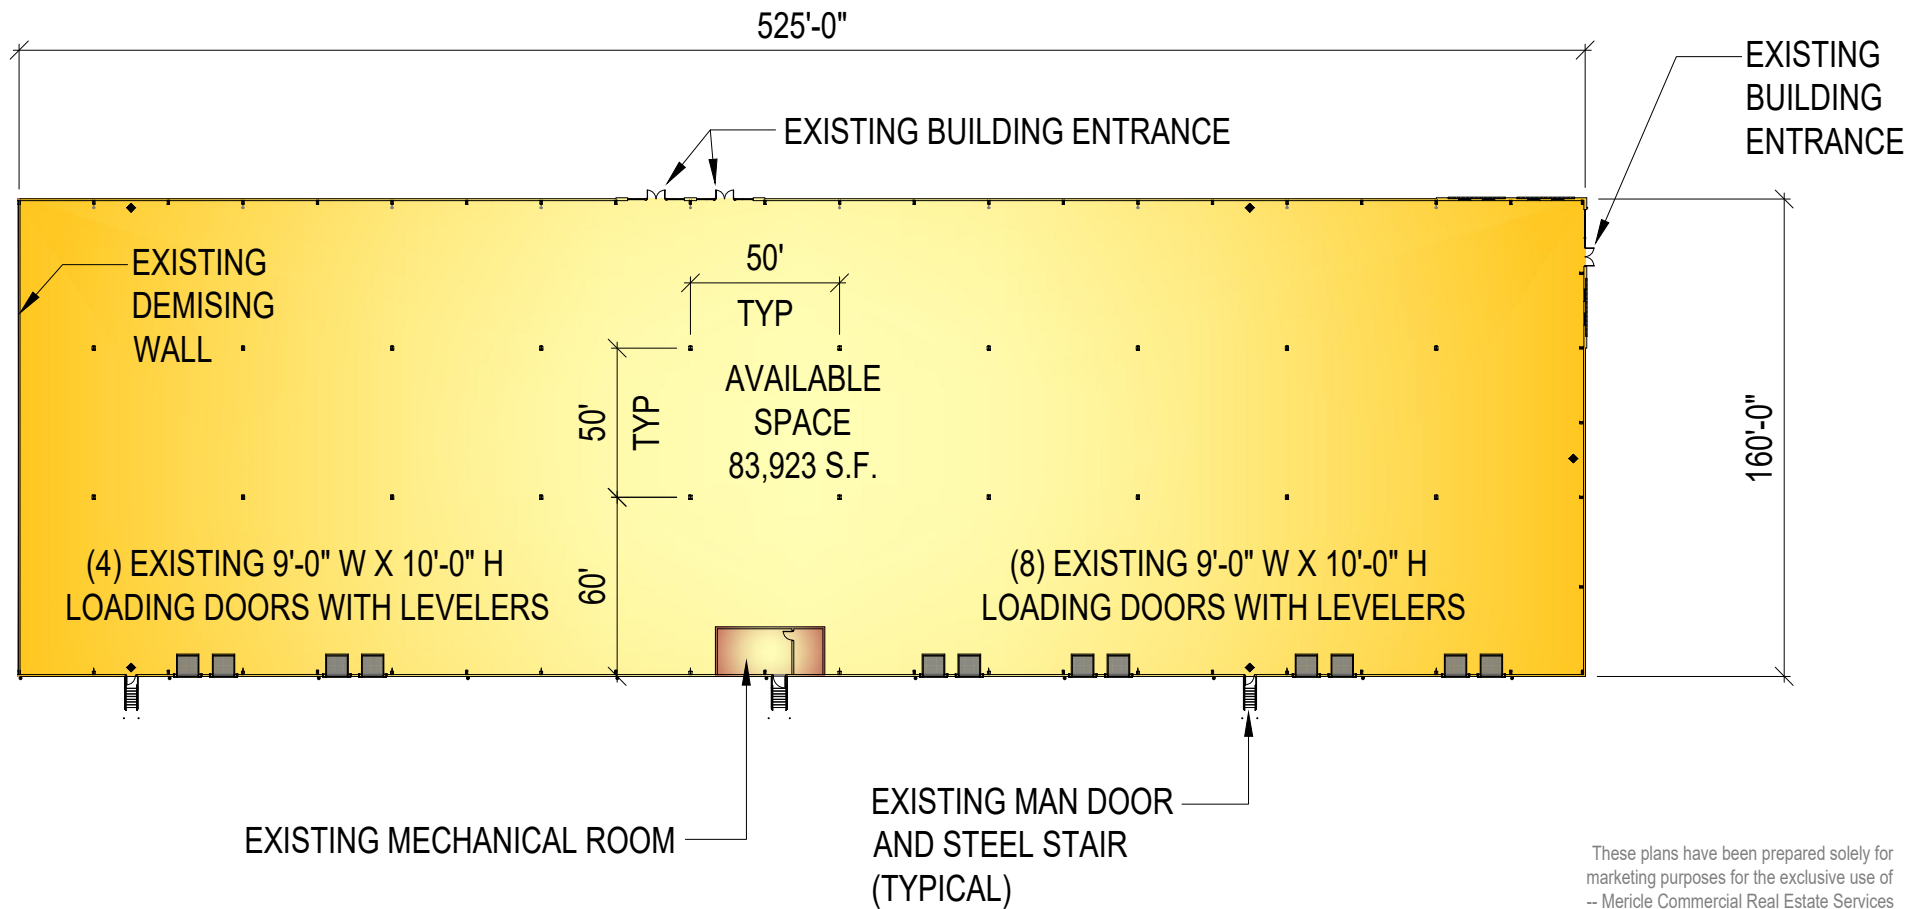 525'-0"
EXISTING
BUILDING
ENTRANCE
EXISTING BUILDING ENTRANCE
EXISTING
DEMISING
WALL
50'
TYP
50'
TYP
AVAILABLE
SPACE
83,923 S.F.
160'-0"
(4) EXISTING 9'-0" W X 10'-0" H
LOADING DOORS WITH LEVELERS
60'
(8) EXISTING 9'-0" W X 10'-0" H
LOADING DOORS WITH LEVELERS
EXISTING MECHANICAL ROOM
EXISTING MAN DOOR
AND STEEL STAIR
(TYPICAL)
These plans have been prepared solely for
marketing purposes for the exclusive use of
-- Mericle Commercial Real Estate Services